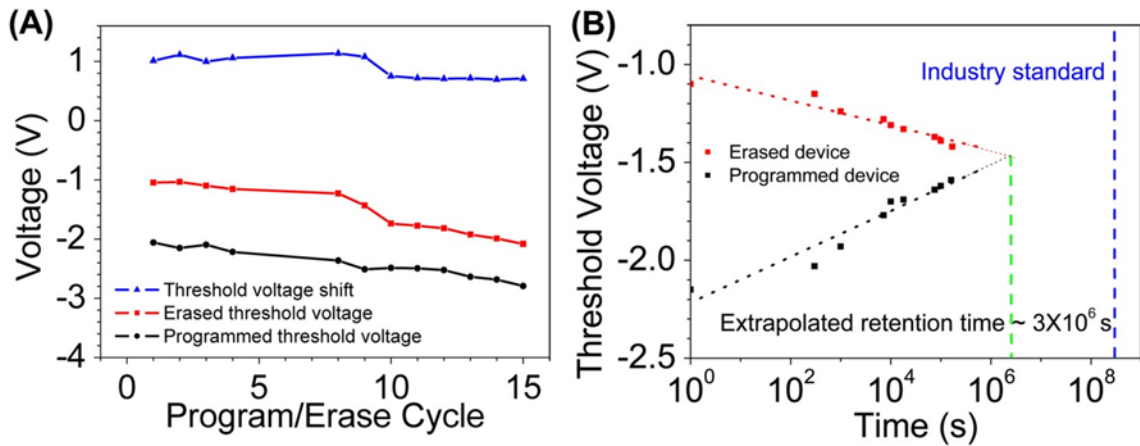 (A)
Voltage (V)
1
0
-1
-2
-3
-4
Threshold voltage shift
Erased threshold voltage
Programmed threshold voltage
0
5
10
15
Program/Erase Cycle
(B)
Threshold Voltage (V)
-1.0
-1.5
-2.0
-2.5
Industry standard
Erased device
Programmed device
Extrapolated retention time ~ 3X10⁶ s
10⁰
10²
10⁴
10⁶
10⁸
Time (s)